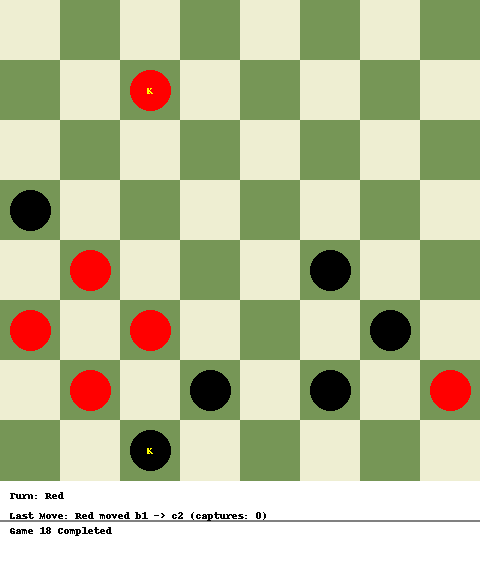 K
K
Turn: Red
Last Move: Red moved b1 -> c2 (captures: 0)
Game 18 Completed